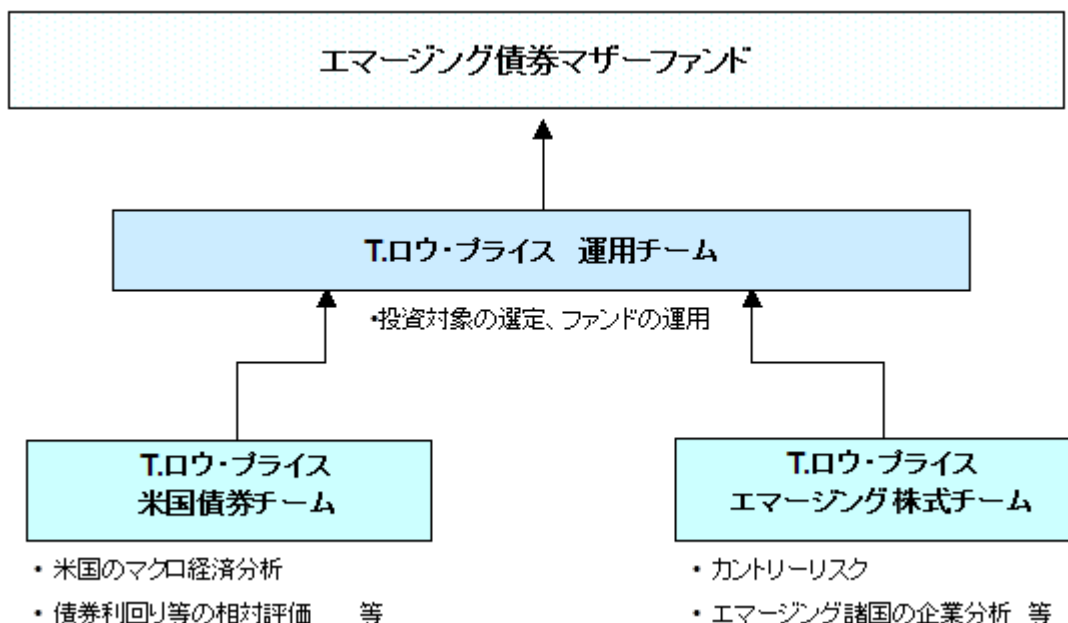 エマージング債券マザーファンド
T.ロウ・プライス 運用チーム
・投資対象の選定、ファンドの運用
T.ロウ・プライス
米国債券チーム
・米国のマクロ経済分析
・債券利回り等の相対評価 等
T.ロウ・プライス
エマージング株式チーム
・カントリーリスク
・エマージング諸国の企業分析 等